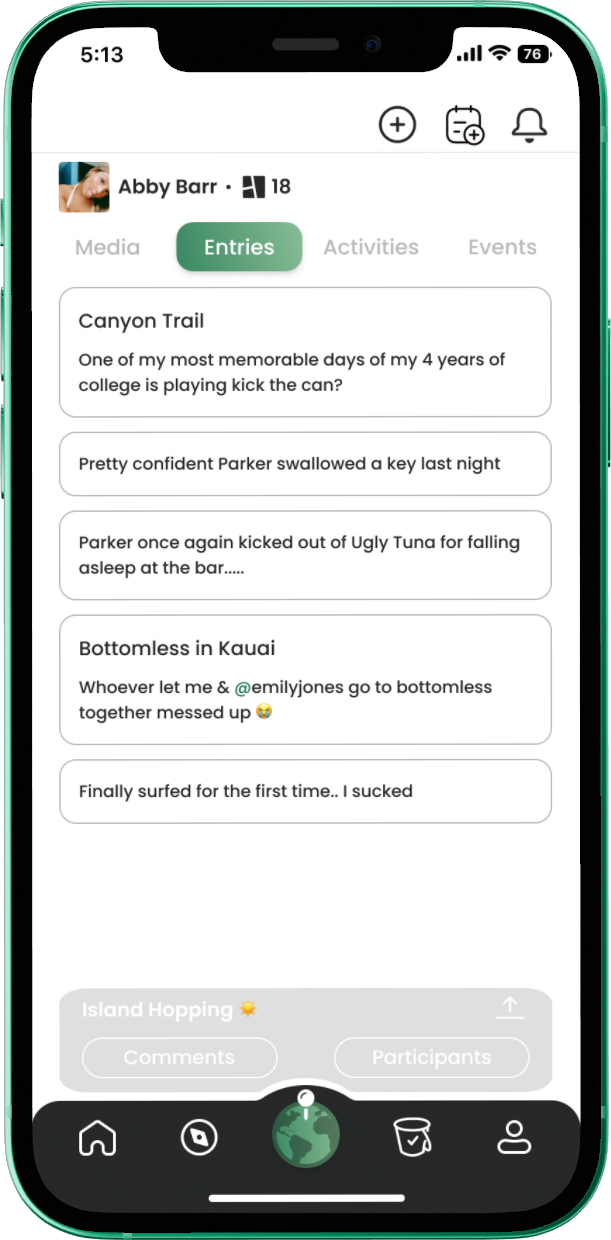 5:13
76
Abby Barr • 18
Media Entries Activities Events
Canyon Trail
One of my most memorable days of my 4 years of
college is playing kick the can?
Pretty confident Parker swallowed a key last night
Parker once again kicked out of Ugly Tuna for falling
asleep at the bar.....
Bottomless in Kauai
Whoever let me & @emilyjones go to bottomless
together messed up 😭
Finally surfed for the first time.. I sucked
Island Hopping ☀️
Comments Participants